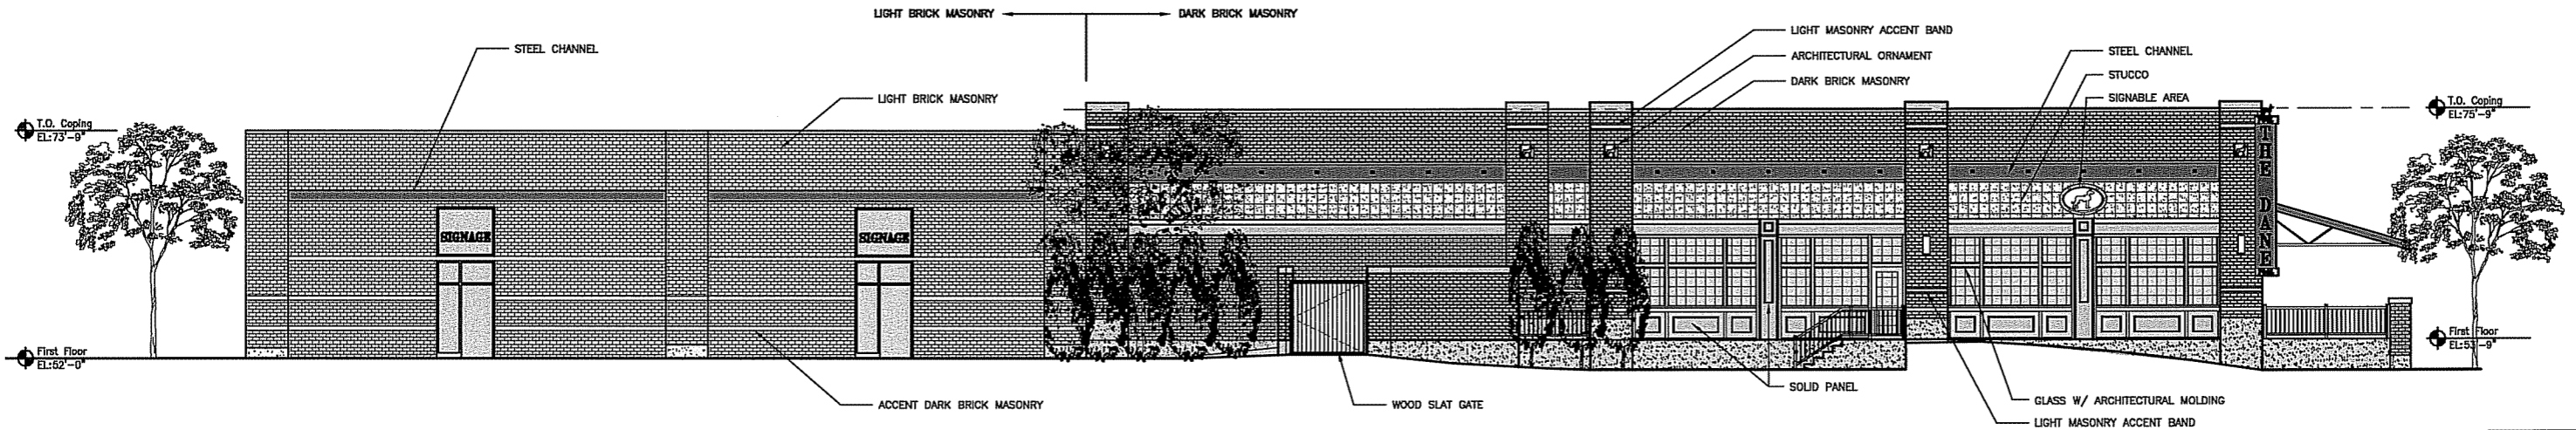 LIGHT BRICK MASONRY
DARK BRICK MASONRY
STEEL CHANNEL
LIGHT BRICK MASONRY
LIGHT MASONRY ACCENT BAND
ARCHITECTURAL ORNAMENT
DARK BRICK MASONRY
STEEL CHANNEL
STUCCO
SIGNABLE AREA
T.O. Coping
EL:73'-9"
T.O. Coping
EL:75'-9"
THE DANE
SIGNAGE
SIGNAGE
First Floor
EL:52'-0"
First Floor
EL:53'-9"
ACCENT DARK BRICK MASONRY
WOOD SLAT GATE
SOLID PANEL
GLASS W/ ARCHITECTURAL MOLDING
LIGHT MASONRY ACCENT BAND